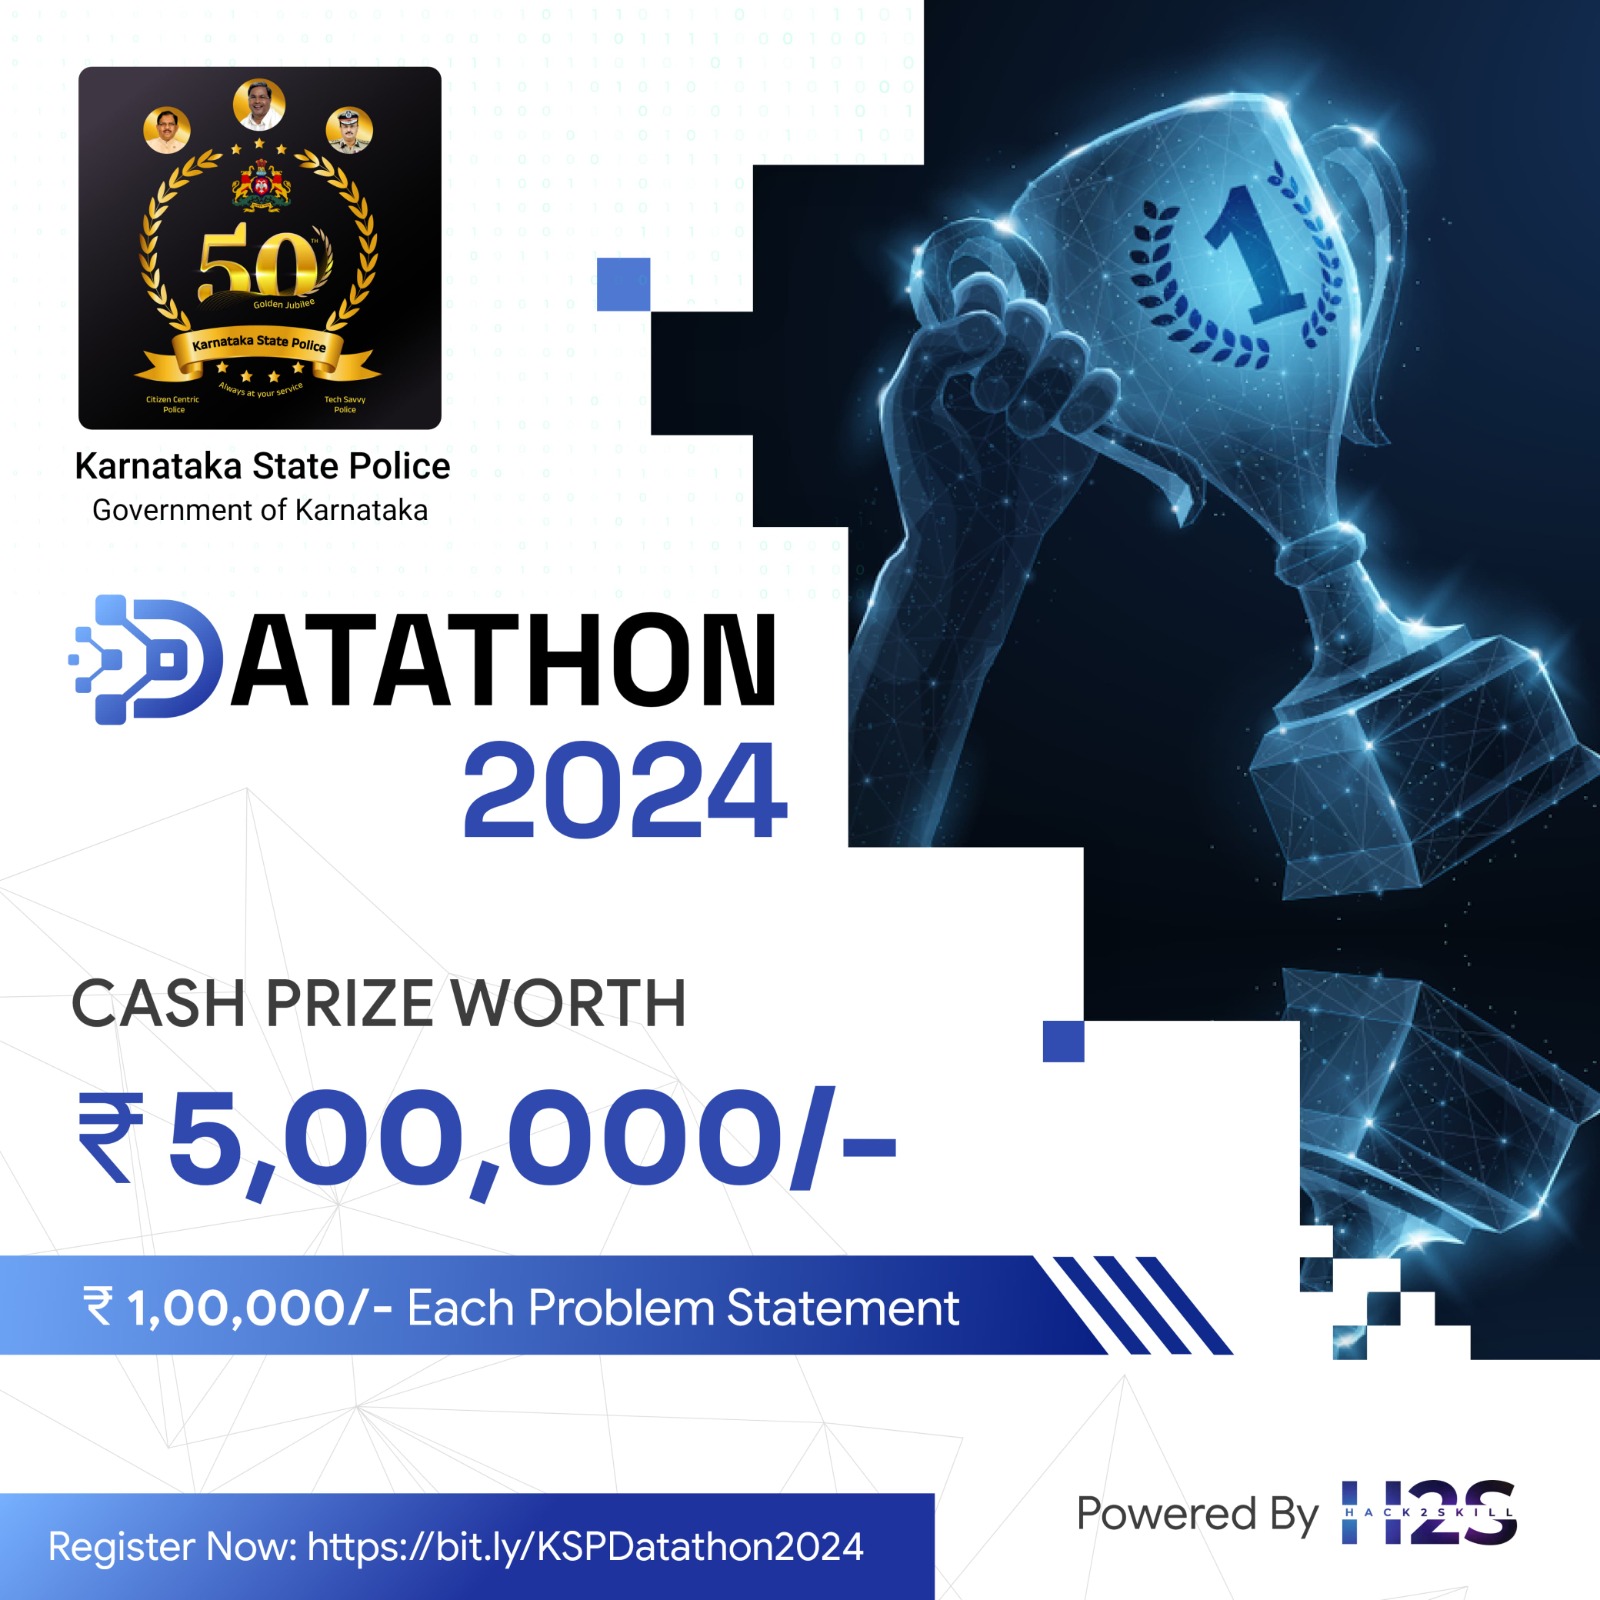 50TH
Golden Jubilee
Karnataka State Police
Always at your service
Citizen Centric
Police
Tech Savvy
Police
Karnataka State Police
Government of Karnataka
DATATHON
2024
1
CASH PRIZE WORTH
₹ 5,00,000/-
₹ 1,00,000/- Each Problem Statement
Register Now: https://bit.ly/KSPDatathon2024
Powered By H2S
HACK2SKILL